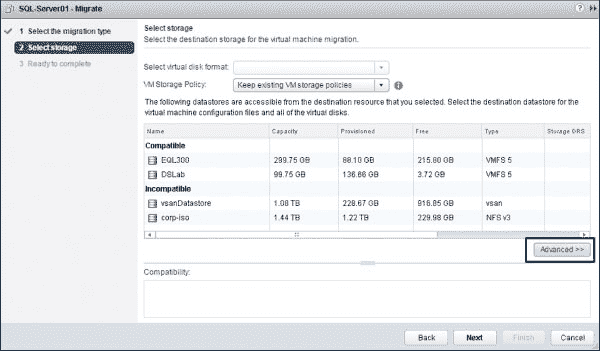 SQL-Server01 - Migrate
1 Select the migration type
2 Select storage
3 Ready to complete
Select storage
Select the destination storage for the virtual machine migration.
Select virtual disk format:
VM Storage Policy: Keep existing VM storage policies
The following datastores are accessible from the destination resource that you selected. Select the destination datastore for the
virtual machine configuration files and all of the virtual disks.
Name Capacity Provisioned Free Type Storage DRS
Compatible
EQL300 299.75 GB 88.10 GB 215.80 GB VMFS 5
DSLab 99.75 GB 136.66 GB 3.72 GB VMFS 5
Incompatible
vsanDatastore 1.08 TB 228.67 GB 916.85 GB vsan
corp-iso 1.44 TB 1.22 TB 229.98 GB NFS v3
Advanced >>
Compatibility:
Back Next Finish Cancel